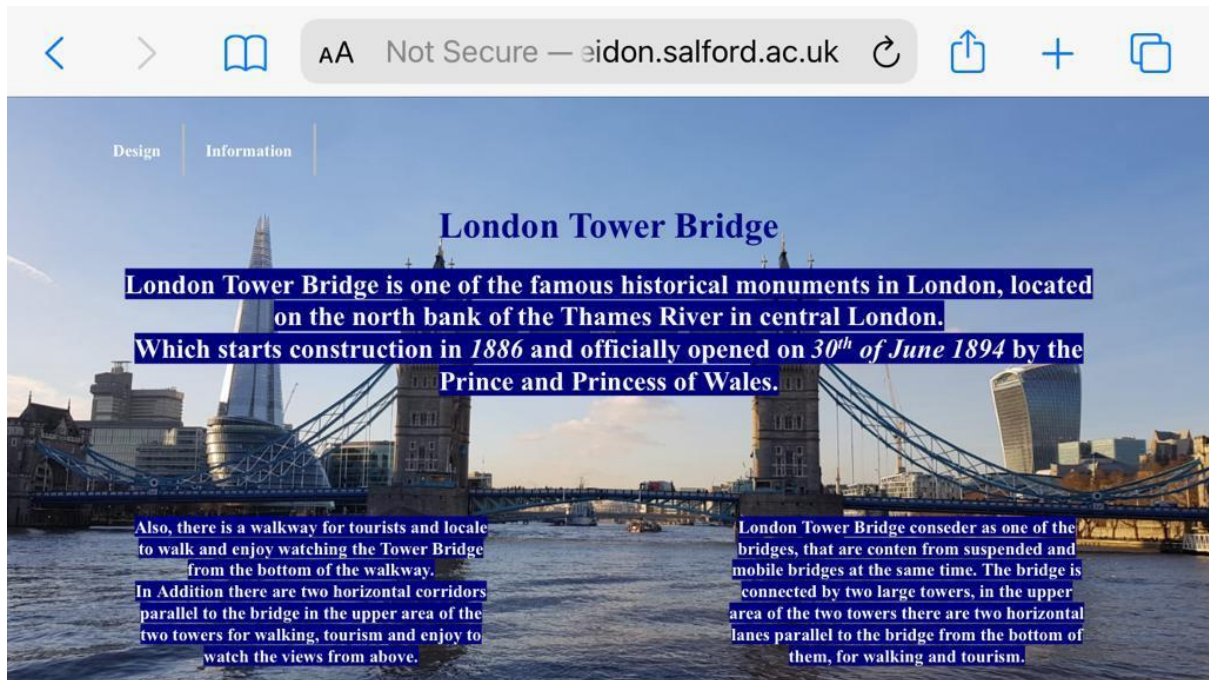 AA Not Secure — eidon.salford.ac.uk
Design Information
London Tower Bridge
London Tower Bridge is one of the famous historical monuments in London, located
on the north bank of the Thames River in central London.
Which starts construction in 1886 and officially opened on 30th of June 1894 by the
Prince and Princess of Wales.
Also, there is a walkway for tourists and locale
to walk and enjoy watching the Tower Bridge
from the bottom of the walkway.
In Addition there are two horizontal corridors
parallel to the bridge in the upper area of the
two towers for walking, tourism and enjoy to
watch the views from above.
London Tower Bridge conseder as one of the
bridges, that are conten from suspended and
mobile bridges at the same time. The bridge is
connected by two large towers, in the upper
area of the two towers there are two horizontal
lanes parallel to the bridge from the bottom of
them, for walking and tourism.